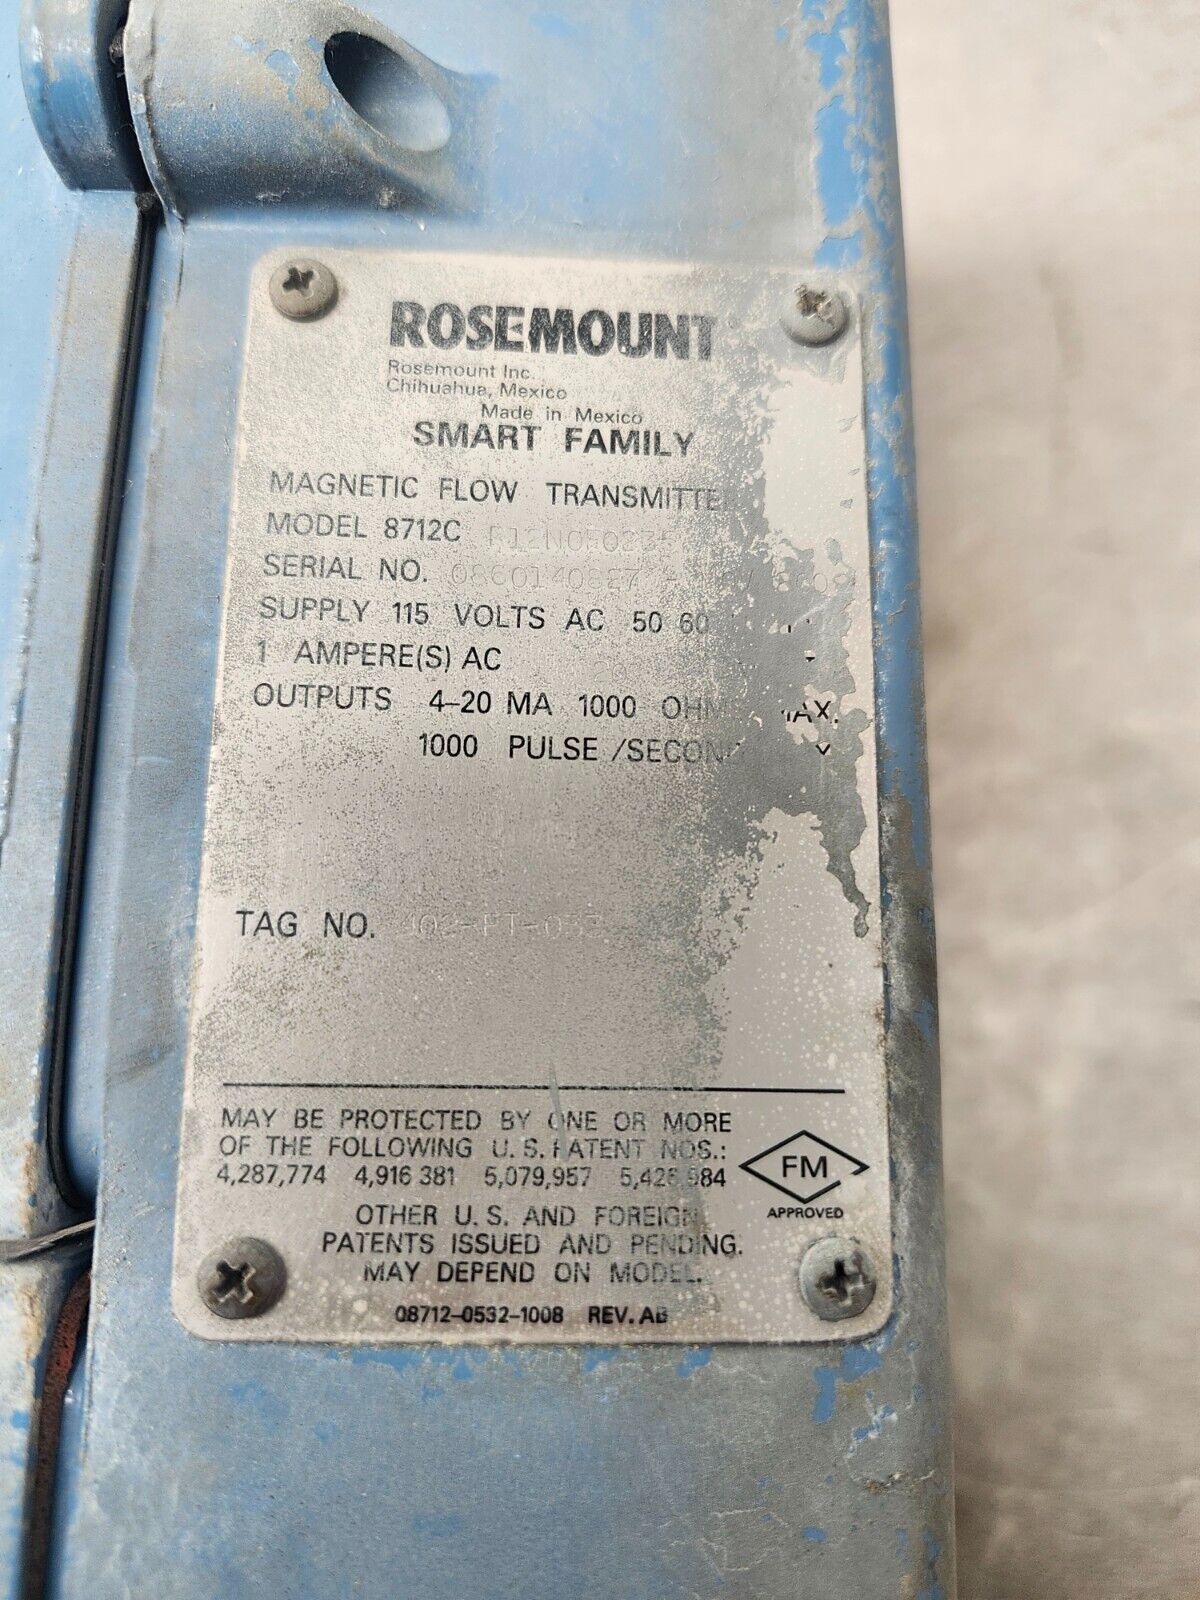 ROSEMOUNT
Rosemount Inc.
Chihuahua, Mexico
Made in Mexico
SMART FAMILY
MAGNETIC FLOW
MODEL 8712C
SERIAL NO.
SUPPLY 115 VOLTS AC 50 60
1 AMPERE(S) AC
OUTPUTS 4-20 MA 1000
1000 PULSE /
TAG NO.
MAY BE PROTECTED BY ONE OR MORE
OF THE FOLLOWING U.S. PATENT NOS.:
4,287,774 4,916 381 5,079,957
FM
APPROVED
OTHER U.S. AND FOREIGN
PATENTS ISSUED AND PENDING.
MAY DEPEND ON MODEL.
08712-0532-1008 REV. AB